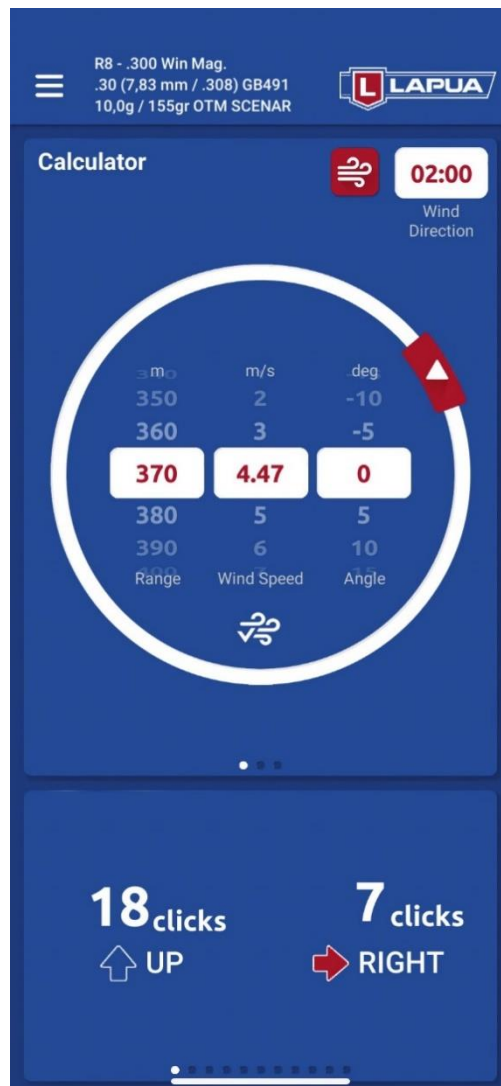 R8 - .300 Win Mag.
.30 (7,83 mm / .308) GB491
10,0g / 155gr OTM SCENAR
L LAPUA
Calculator
02:00
Wind
Direction
m m/s deg
350 2 -10
360 3 -5
370 4.47 0
380 5 5
390 6 10
Range Wind Speed Angle
18 clicks
UP
7 clicks
RIGHT